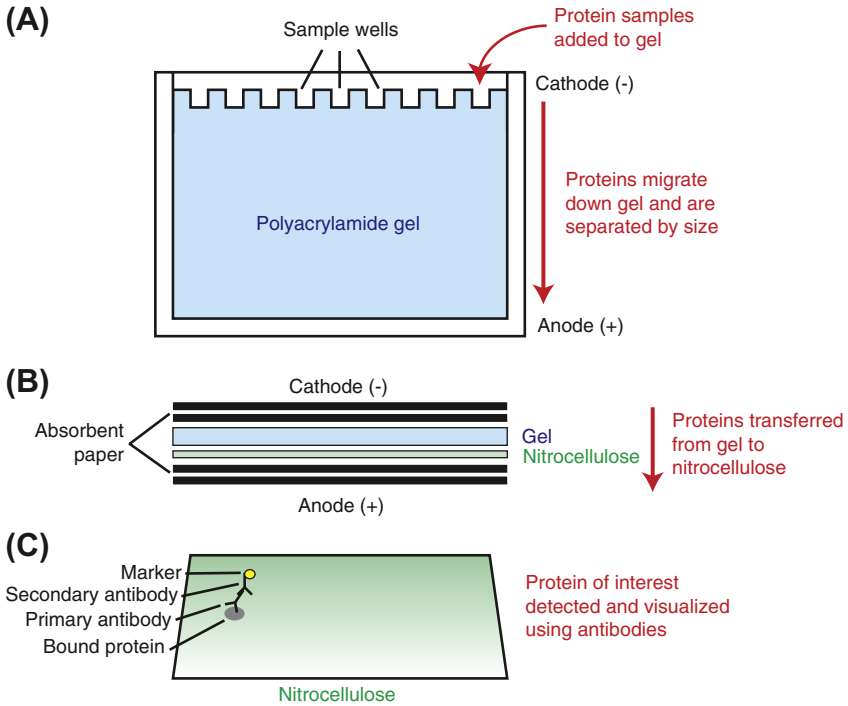 (A)
Sample wells
Protein samples
added to gel
Cathode (-)
Polyacrylamide gel
Proteins migrate
down gel and are
separated by size
Anode (+)
(B)
Cathode (-)
Absorbent
paper
Gel
Nitrocellulose
Proteins transferred
from gel to
nitrocellulose
Anode (+)
(C)
Marker
Secondary antibody
Primary antibody
Bound protein
Protein of interest
detected and visualized
using antibodies
Nitrocellulose